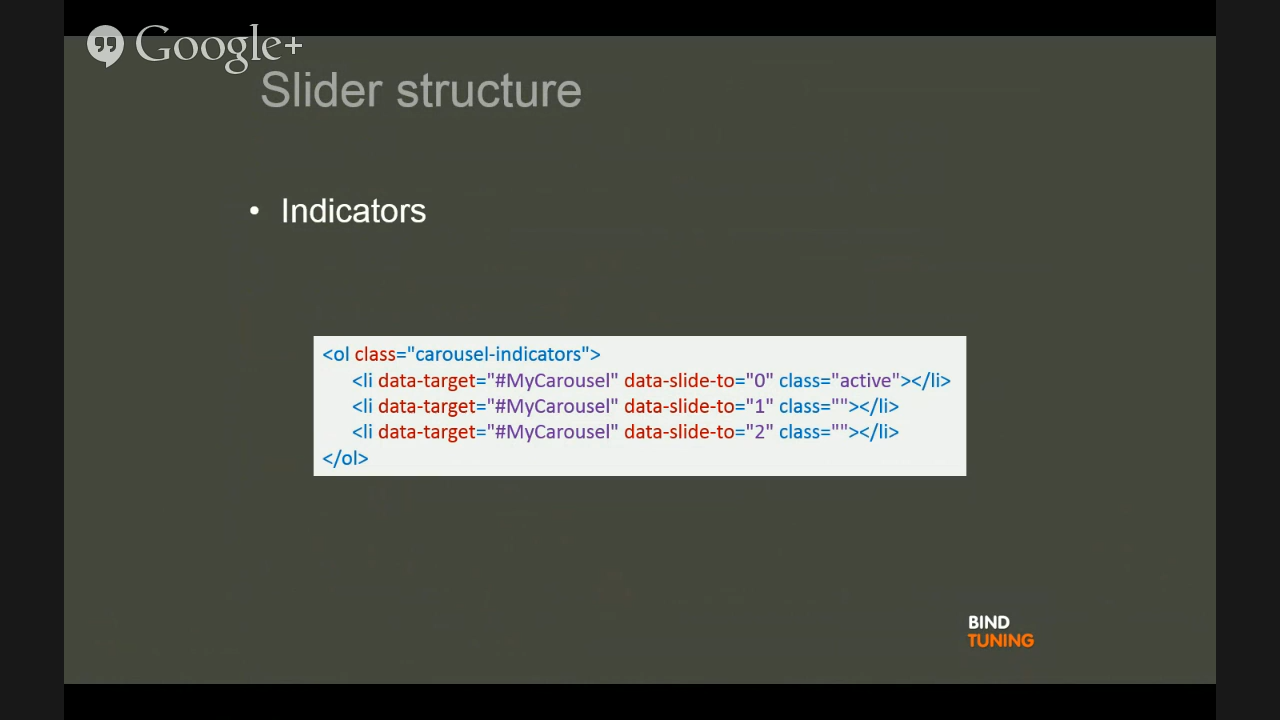 Google+
Slider structure
• Indicators
<ol class="carousel-indicators">
<li data-target="#MyCarousel" data-slide-to="0" class="active"></li>
<li data-target="#MyCarousel" data-slide-to="1" class=""></li>
<li data-target="#MyCarousel" data-slide-to="2" class=""></li>
</ol>
BIND
TUNING